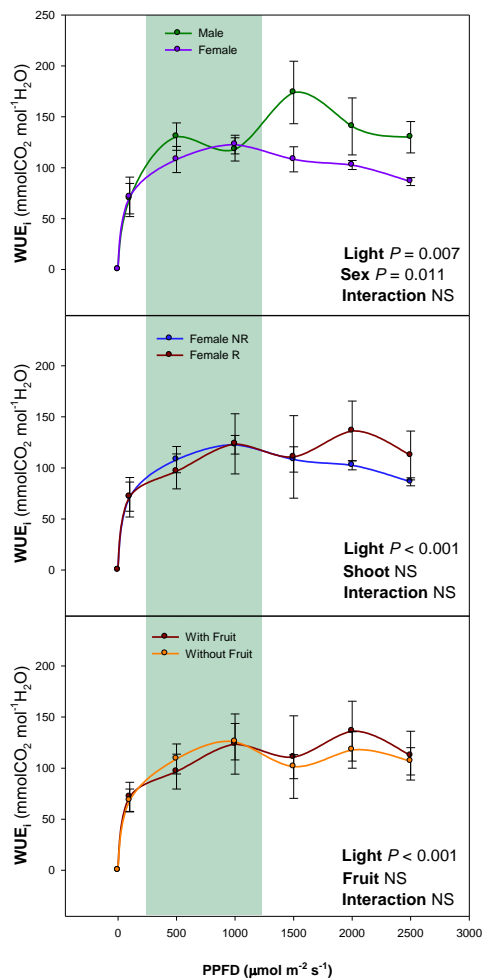 250
200
150
100
50
0
WUEi (mmolCO2 mol-1H2O)
Male
Female
Light P = 0.007
Sex P = 0.011
Interaction NS
200
150
100
50
0
WUEi (mmolCO2 mol-1H2O)
Female NR
Female R
Light P < 0.001
Shoot NS
Interaction NS
200
150
100
50
0
WUEi (mmolCO2 mol-1H2O)
With Fruit
Without Fruit
Light P < 0.001
Fruit NS
Interaction NS
0 500 1000 1500 2000 2500 3000
PPFD (μmol m-2 s-1)